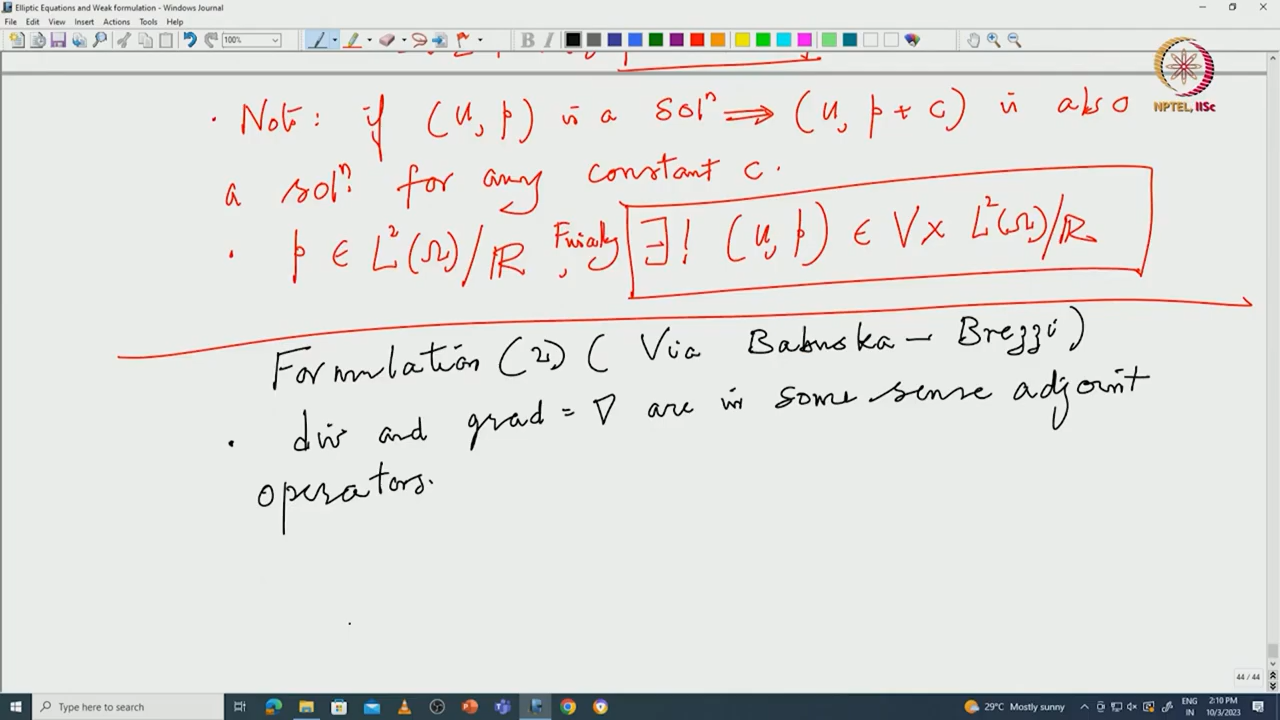 Elliptic Equations and Weak formulation - Windows Journal
File Edit View Insert Actions Tools Help
100%
B I
NPTEL, IISc
· Note: if (u, p) is a solⁿ ⟹ (u, p + c) is also
a solⁿ. for any constant c.
· p ∈ L²(Ω)/ℝ, Finally ∃! (u, p) ∈ V × L²(Ω)/ℝ
Formulation (2) (Via Babuska - Brezzi)
· div and grad = ∇ are in some sense adjoint
operators.
44 / 44
Type here to search
29°C Mostly sunny
ENG
IN
2:10 PM
10/3/2023